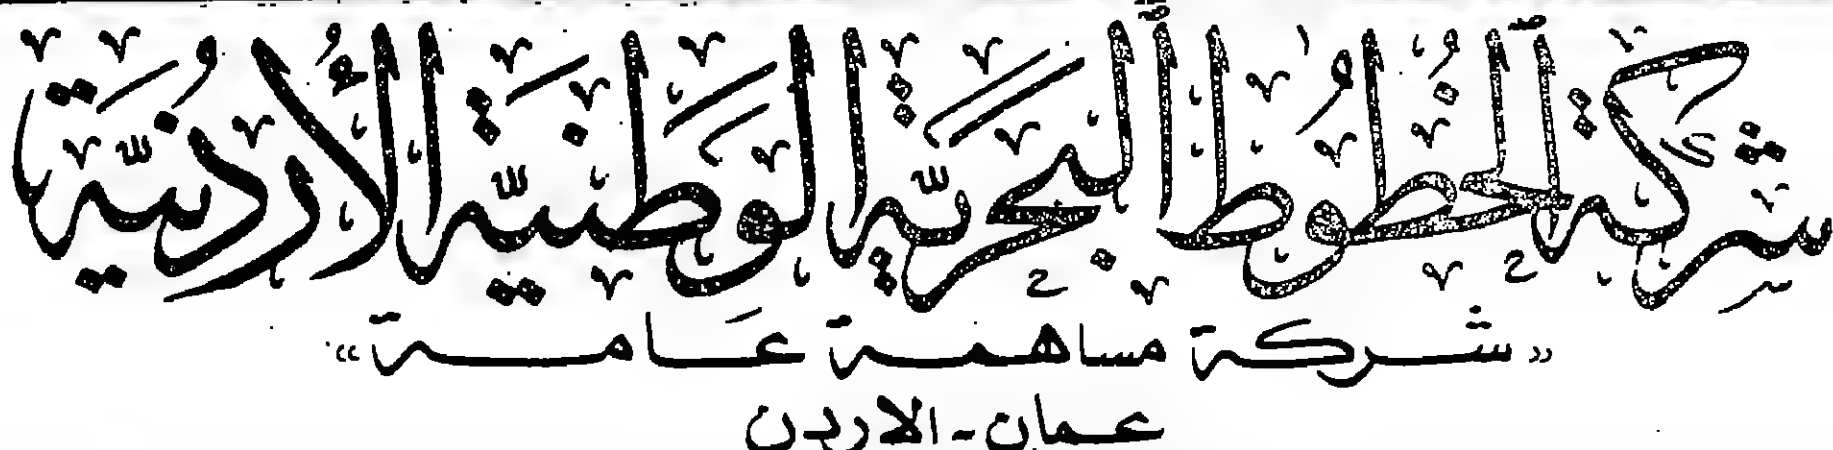 شركة الخطوط البحرية الوطنية الأردنية
«شركة مساهمة عامة»
عمان - الاردن